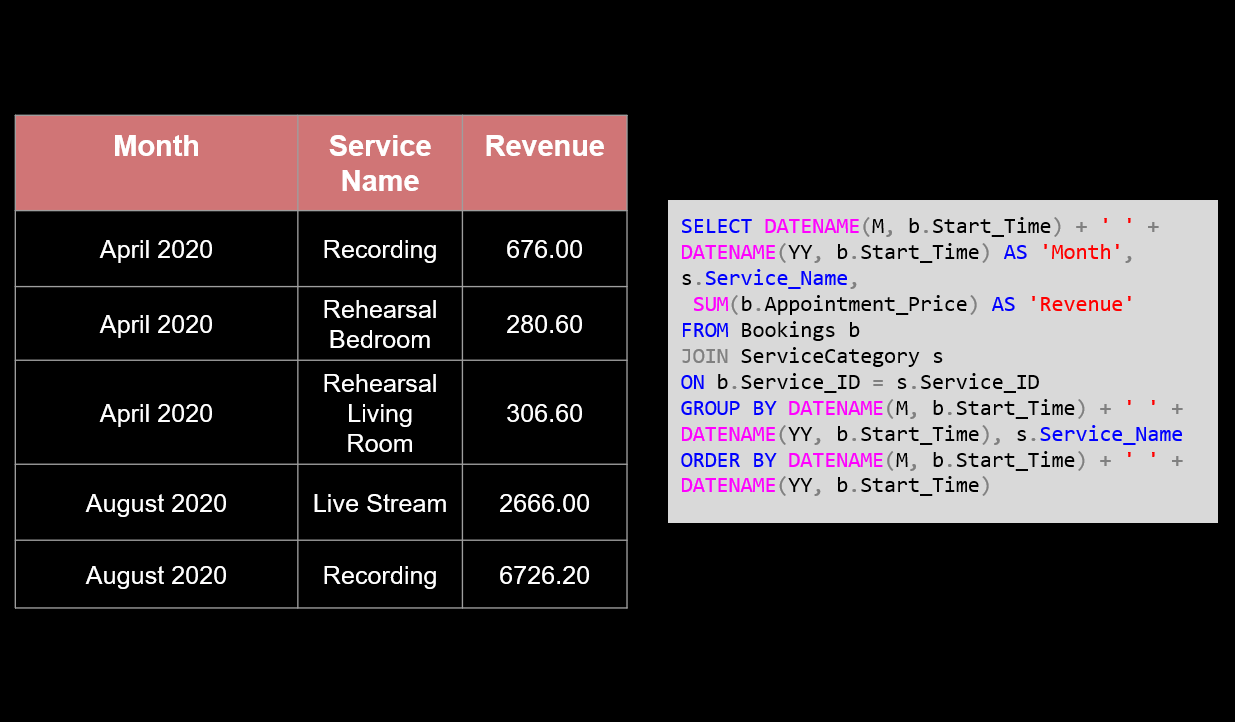 Month
Service
Name
Revenue
April 2020
Recording
676.00
April 2020
Rehearsal
Bedroom
280.60
April 2020
Rehearsal
Living
Room
306.60
August 2020
Live Stream
2666.00
August 2020
Recording
6726.20
SELECT DATENAME(M, b.Start_Time) + ' ' +
DATENAME(YY, b.Start_Time) AS 'Month',
s.Service_Name,
SUM(b.Appointment_Price) AS 'Revenue'
FROM Bookings b
JOIN ServiceCategory s
ON b.Service_ID = s.Service_ID
GROUP BY DATENAME(M, b.Start_Time) + ' ' +
DATENAME(YY, b.Start_Time), s.Service_Name
ORDER BY DATENAME(M, b.Start_Time) + ' ' +
DATENAME(YY, b.Start_Time)